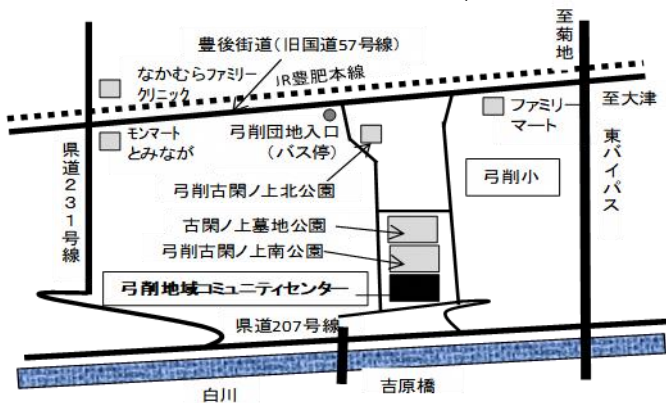 至菊地
豊後街道（旧国道57号線）
JR豊肥本線
なかむらファミリー
クリニック
至大津
ファミリー
マート
モンマート
とみなが
弓削団地入口
（バス停）
県道231号線
東バイパス
弓削小
弓削古閑ノ上北公園
古閑ノ上墓地公園
弓削古閑ノ上南公園
弓削地域コミュニティセンター
県道207号線
白川
吉原橋